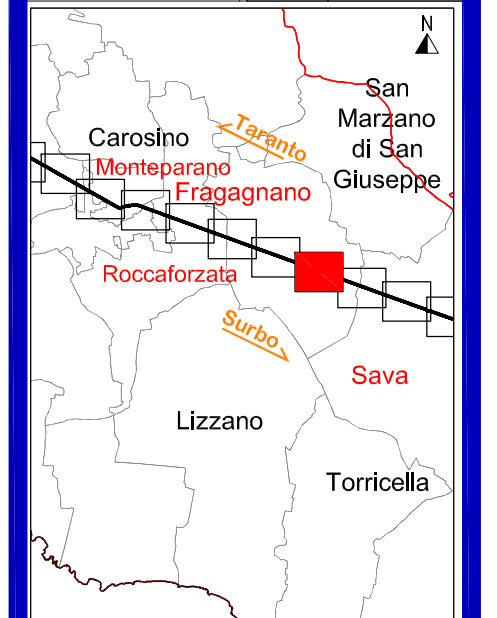 N
San
Marzano
di San
Giuseppe
Taranto
Carosino
Monteparano
Fragagnano
Roccaforzata
Surbo
Sava
Lizzano
Torricella